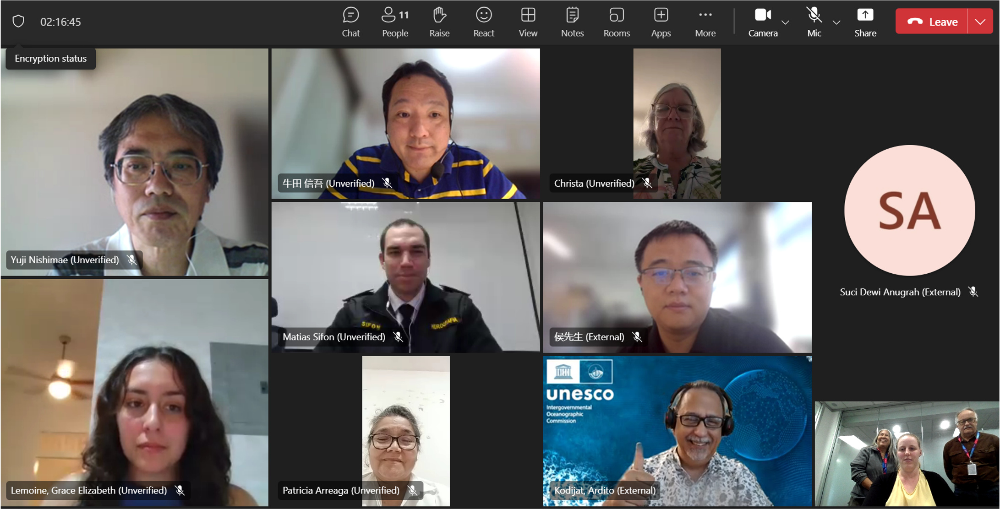 02:16:45
Chat
People 11
Raise
React
View
Notes
Rooms
Apps
More
Camera
Mic
Share
Leave
Encryption status
Yuji Nishimae (Unverified)
牛田 信吾 (Unverified)
Christa (Unverified)
SIFON
HIDROGRAFIA
Matias Sifon (Unverified)
侯先生 (External)
SA
Suci Dewi Anugrah (External)
Lemoine, Grace Elizabeth (Unverified)
Patricia Arreaga (Unverified)
unesco
Intergovernmental
Oceanographic
Commission
Kodijat, Ardito (External)